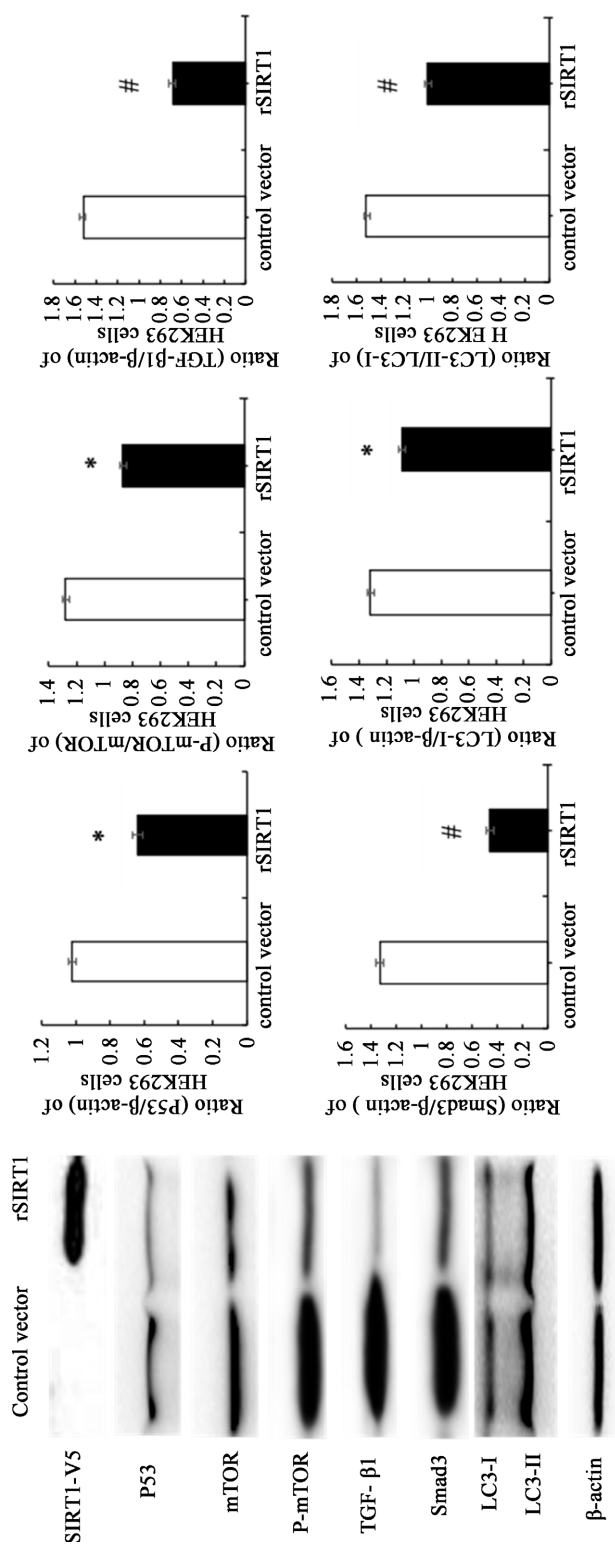 Control vector rSIRT1
SIRT1-V5
P53
mTOR
P-mTOR
TGF- β1
Smad3
LC3-I
LC3-II
β-actin
Ratio (P53/β-actin) of
HEK293 cells
1.2
1
0.8
0.6
0.4
0.2
0
*
control vector rSIRT1
Ratio (P-mTOR/mTOR) of
HEK293 cells
1.4
1.2
1
0.8
0.6
0.4
0.2
0
*
control vector rSIRT1
Ratio (TGF-β1/β-actin) of
HEK293 cells
1.8
1.6
1.4
1.2
1
0.8
0.6
0.4
0.2
0
#
control vector rSIRT1
Ratio (Smad3/β-actin ) of
HEK293 cells
1.6
1.4
1.2
1
0.8
0.6
0.4
0.2
0
#
control vector rSIRT1
Ratio (LC3-I/β-actin ) of
HEK293 cells
1.6
1.4
1.2
1
0.8
0.6
0.4
0.2
0
*
control vector rSIRT1
Ratio (LC3-II/LC3-I) of
H EK293 cells
1.8
1.6
1.4
1.2
1
0.8
0.6
0.4
0.2
0
#
control vector rSIRT1